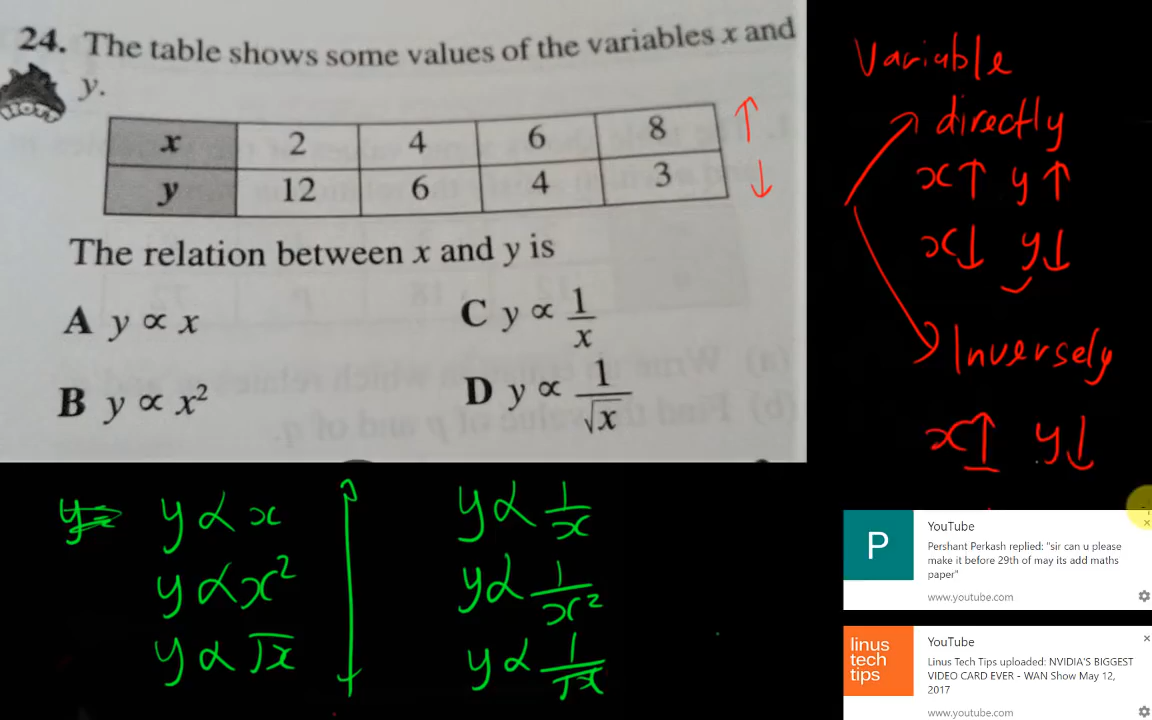 24. The table shows some values of the variables x and
y.
x 2 4 6 8
y 12 6 4 3
The relation between x and y is
A y ∝ x
B y ∝ x²
C y ∝ 1/x
D y ∝ 1/√x
y= y ∝ x
y ∝ x²
y ∝ √x
y ∝ 1/x
y ∝ 1/x²
y ∝ 1/√x
Variable
directly
x↑ y↑
x↓ y↓
Inversely
x↑ y↓
P
YouTube
Pershant Perkash replied: "sir can u please
make it before 29th of may its add maths
paper"
www.youtube.com
linus
tech
tips
YouTube
Linus Tech Tips uploaded: NVIDIA'S BIGGEST
VIDEO CARD EVER - WAN Show May 12,
2017
www.youtube.com